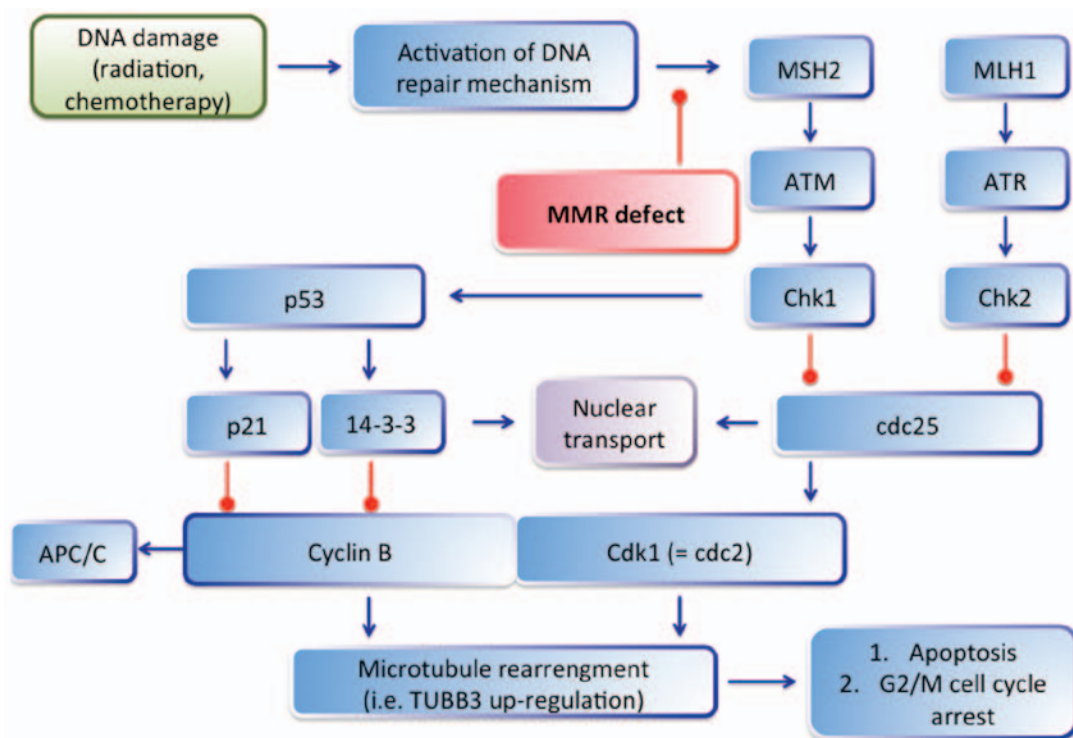 DNA damage
(radiation,
chemotherapy)
Activation of DNA
repair mechanism
MSH2
MLH1
ATM
ATR
MMR defect
p53
Chk1
Chk2
p21
14-3-3
Nuclear
transport
cdc25
APC/C
Cyclin B
Cdk1 (= cdc2)
Microtubule rearrengment
(i.e. TUBB3 up-regulation)
1. Apoptosis
2. G2/M cell cycle
arrest